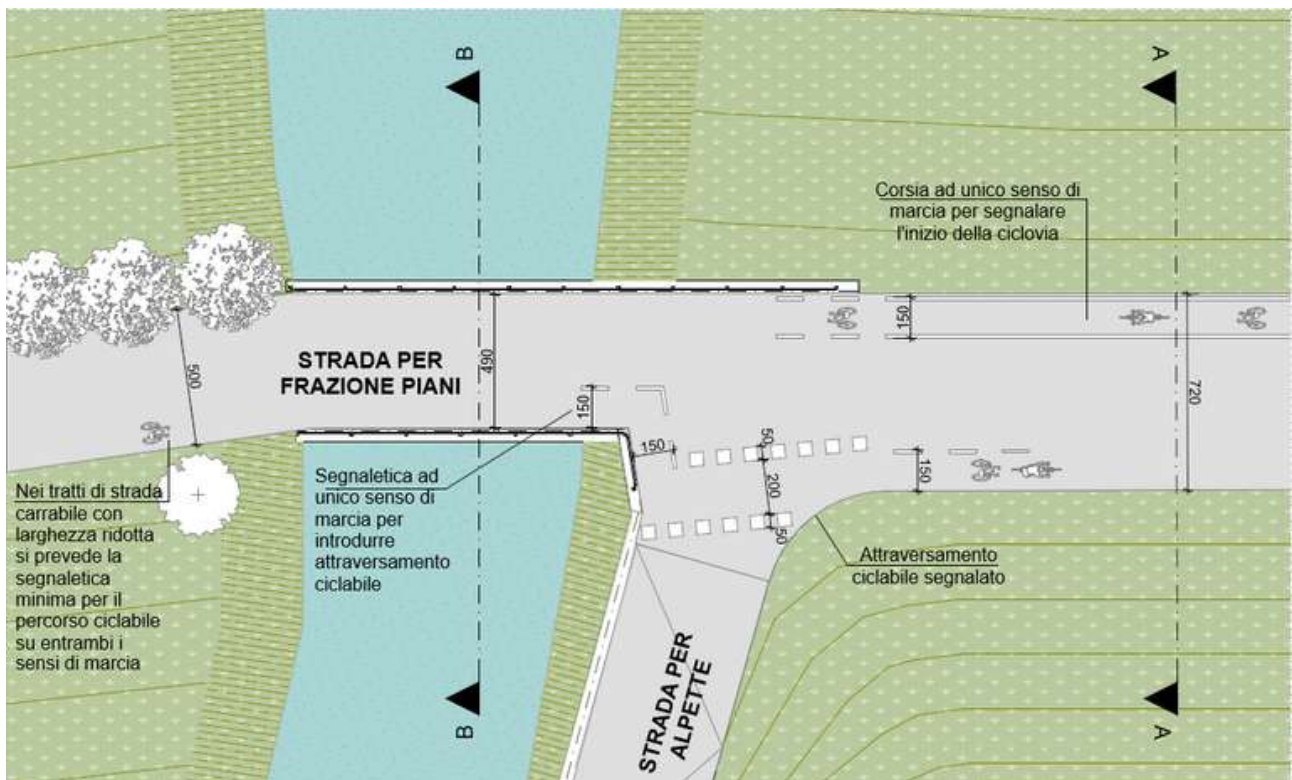 B
A
Corsia ad unico senso di
marcia per segnalare
l'inizio della ciclovia
STRADA PER
FRAZIONE PIANI
500
490
150
150
720
150
50
200
50
150
Nei tratti di strada
carrabile con
larghezza ridotta
si prevede la
segnaletica
minima per il
percorso ciclabile
su entrambi i
sensi di marcia
Segnaletica ad
unico senso di
marcia per
introdurre
attraversamento
ciclabile
Attraversamento
ciclabile segnalato
STRADA PER
ALPETTE
B
A